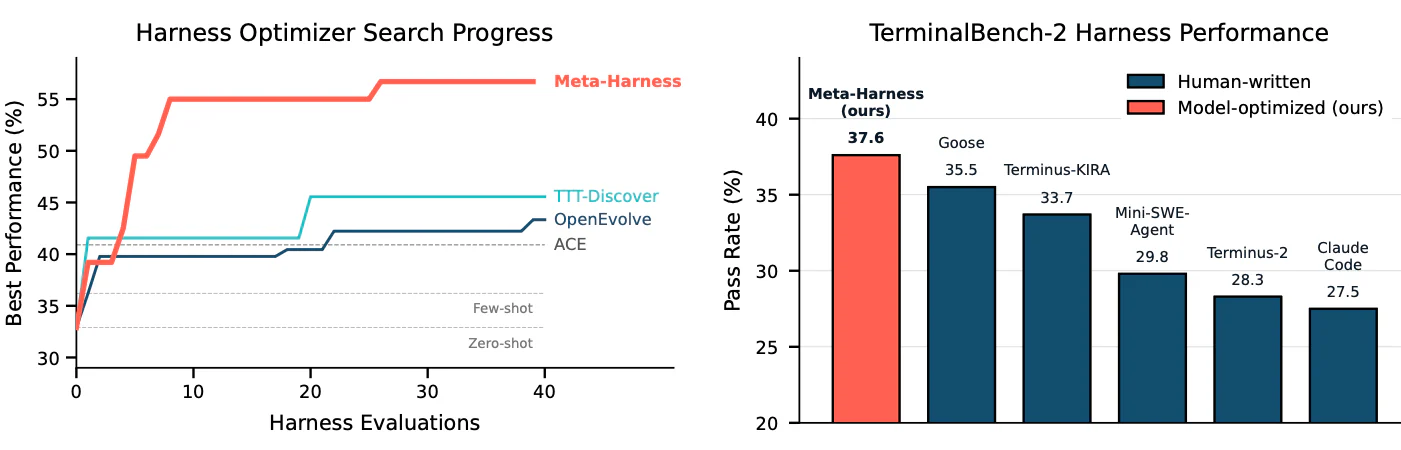 Harness Optimizer Search Progress
Best Performance (%)
55
50
45
40
35
30
0
10
20
30
40
Harness Evaluations
Meta-Harness
TTT-Discover
OpenEvolve
ACE
Few-shot
Zero-shot
TerminalBench-2 Harness Performance
Pass Rate (%)
40
35
30
25
20
Human-written
Model-optimized (ours)
Meta-Harness
(ours)
37.6
Goose
35.5
Terminus-KIRA
33.7
Mini-SWE-
Agent
29.8
Terminus-2
28.3
Claude
Code
27.5